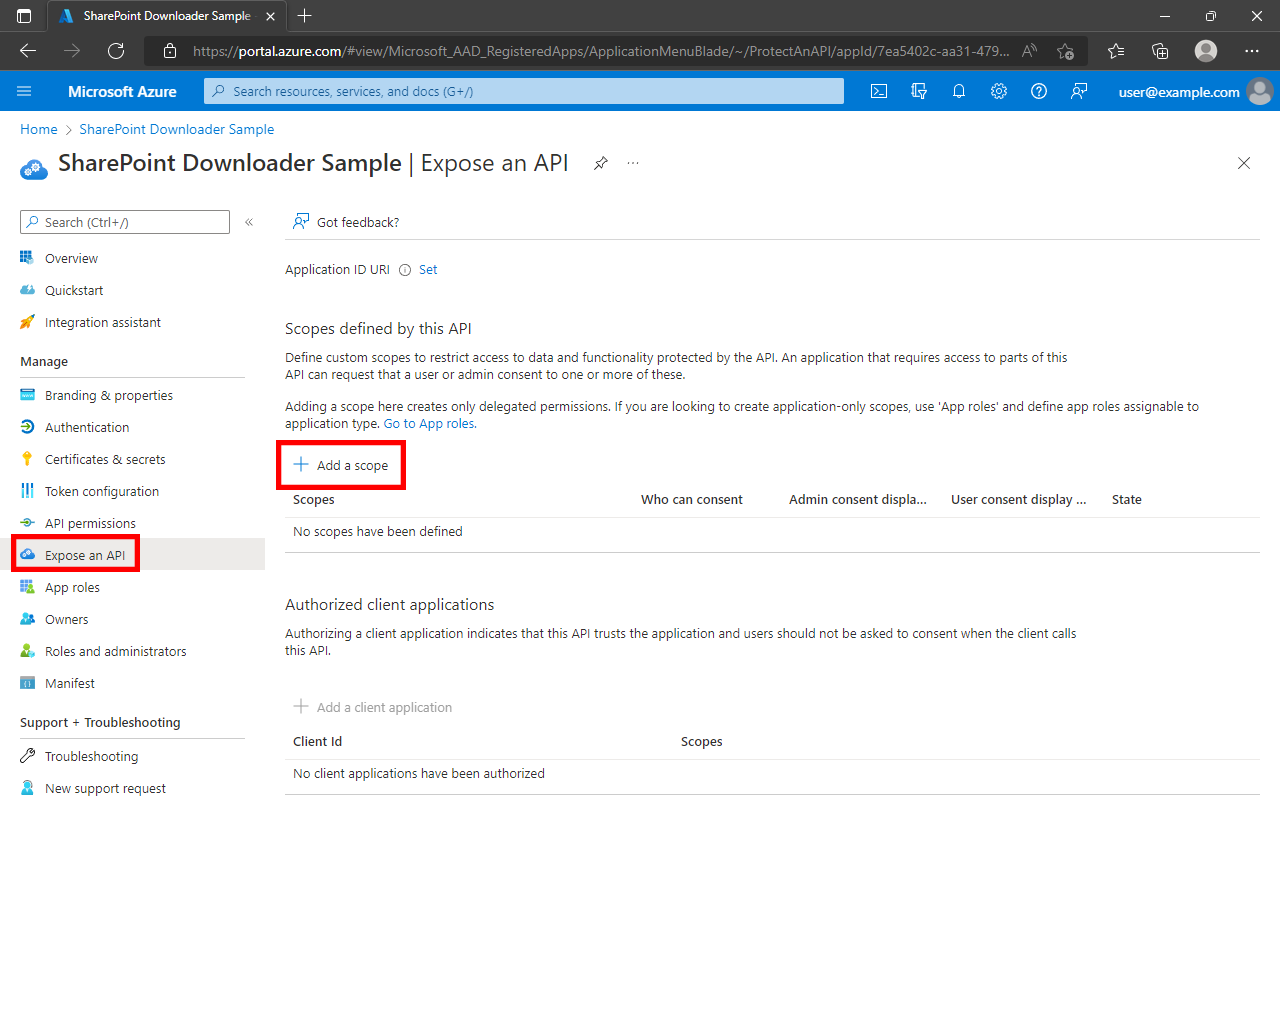 SharePoint Downloader Sample
https://portal.azure.com/#view/Microsoft_AAD_RegisteredApps/ApplicationMenuBlade/~/ProtectAnAPI/appId/7ea5402c-aa31-479...
Microsoft Azure
Search resources, services, and docs (G+/)
user@example.com
Home > SharePoint Downloader Sample
SharePoint Downloader Sample | Expose an API
Search (Ctrl+/)
«
Overview
Quickstart
Integration assistant
Manage
Branding & properties
Authentication
Certificates & secrets
Token configuration
API permissions
Expose an API
App roles
Owners
Roles and administrators
Manifest
Support + Troubleshooting
Troubleshooting
New support request
Got feedback?
Application ID URI Set
Scopes defined by this API
Define custom scopes to restrict access to data and functionality protected by the API. An application that requires access to parts of this
API can request that a user or admin consent to one or more of these.
Adding a scope here creates only delegated permissions. If you are looking to create application-only scopes, use 'App roles' and define app roles assignable to
application type. Go to App roles.
+ Add a scope
Scopes Who can consent Admin consent displa... User consent display ... State
No scopes have been defined
Authorized client applications
Authorizing a client application indicates that this API trusts the application and users should not be asked to consent when the client calls
this API.
+ Add a client application
Client Id Scopes
No client applications have been authorized